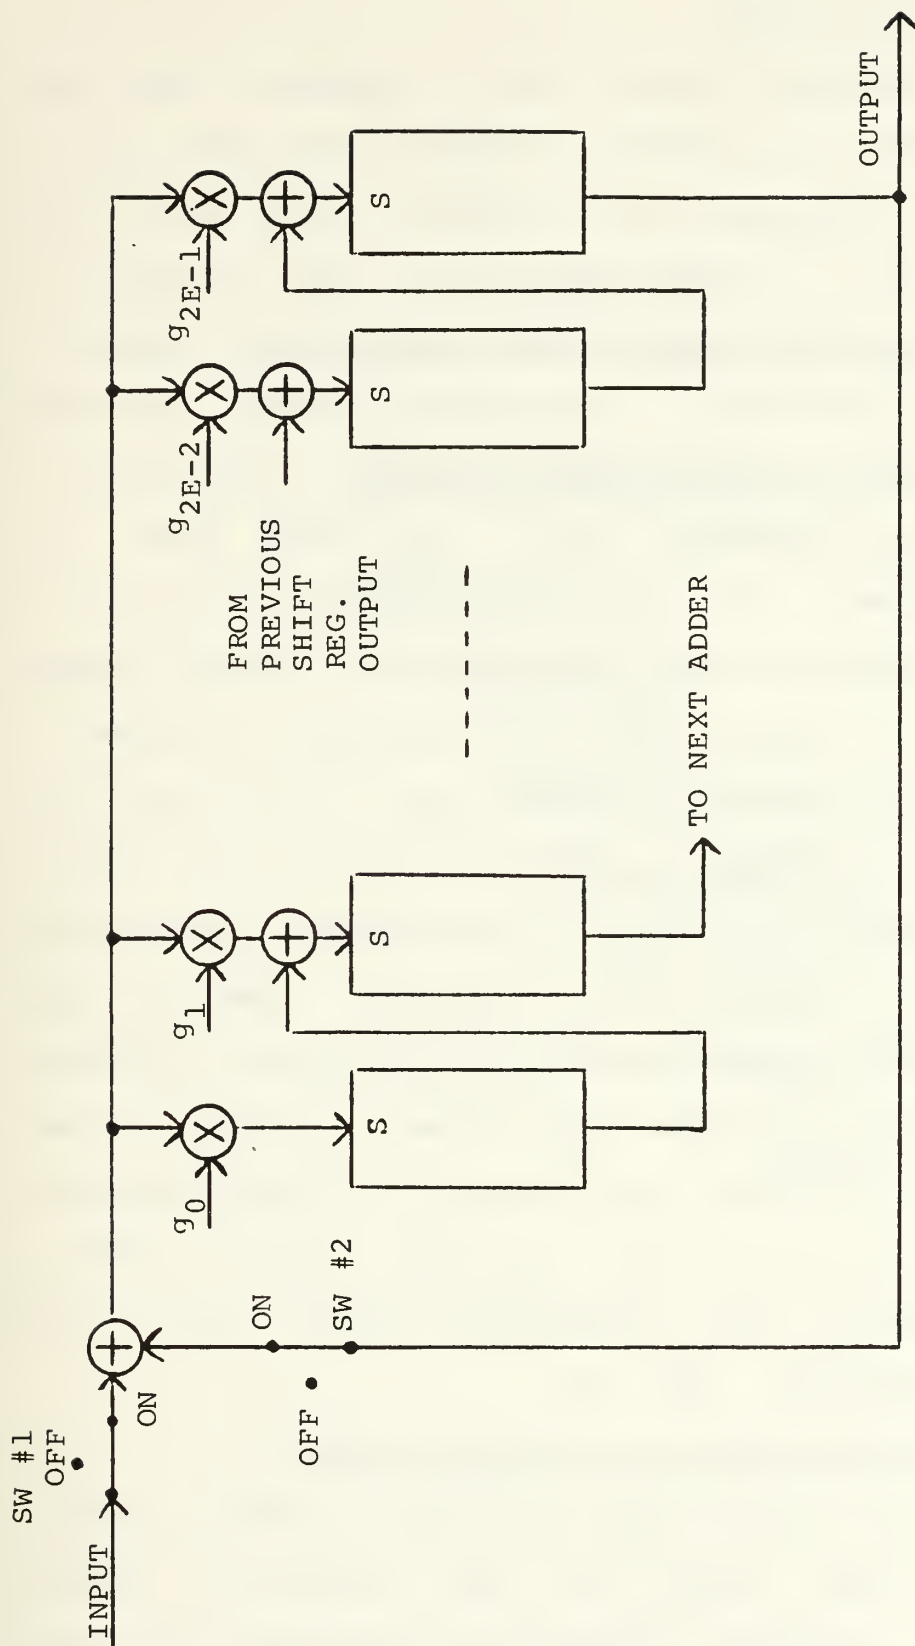 INPUT
SW #1
OFF
ON
ON
OFF
SW #2
g0
g1
g2E-2
g2E-1
S
S
S
S
FROM
PREVIOUS
SHIFT
REG.
OUTPUT
TO NEXT ADDER
OUTPUT